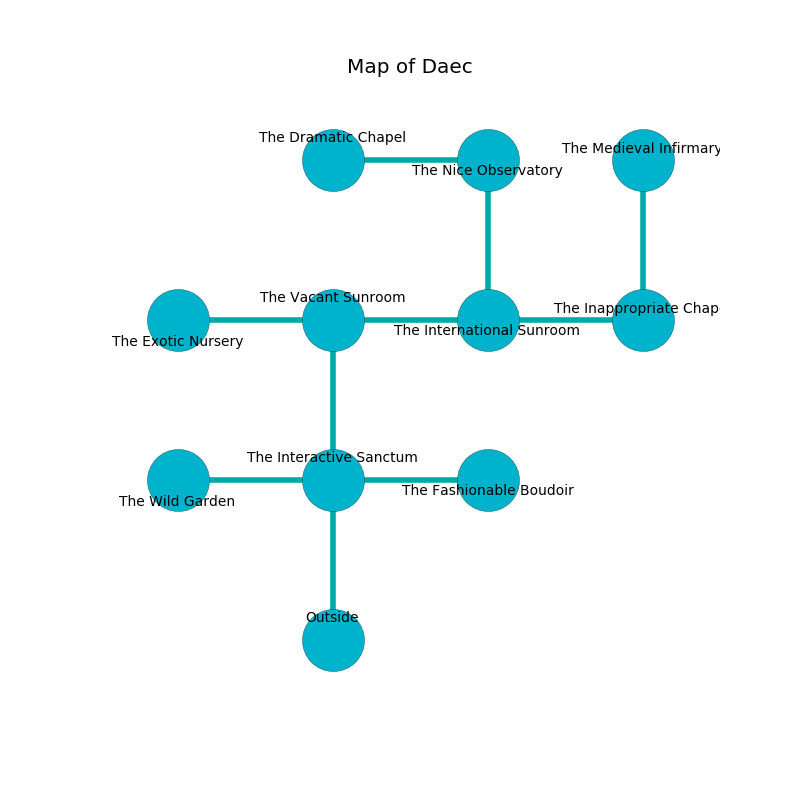 Map of Daec
The Dramatic Chapel
The Medieval Infirmary
The Nice Observatory
The Vacant Sunroom
The Inappropriate Chap
The International Sunroom
The Exotic Nursery
The Interactive Sanctum
The Fashionable Boudoir
The Wild Garden
Outside